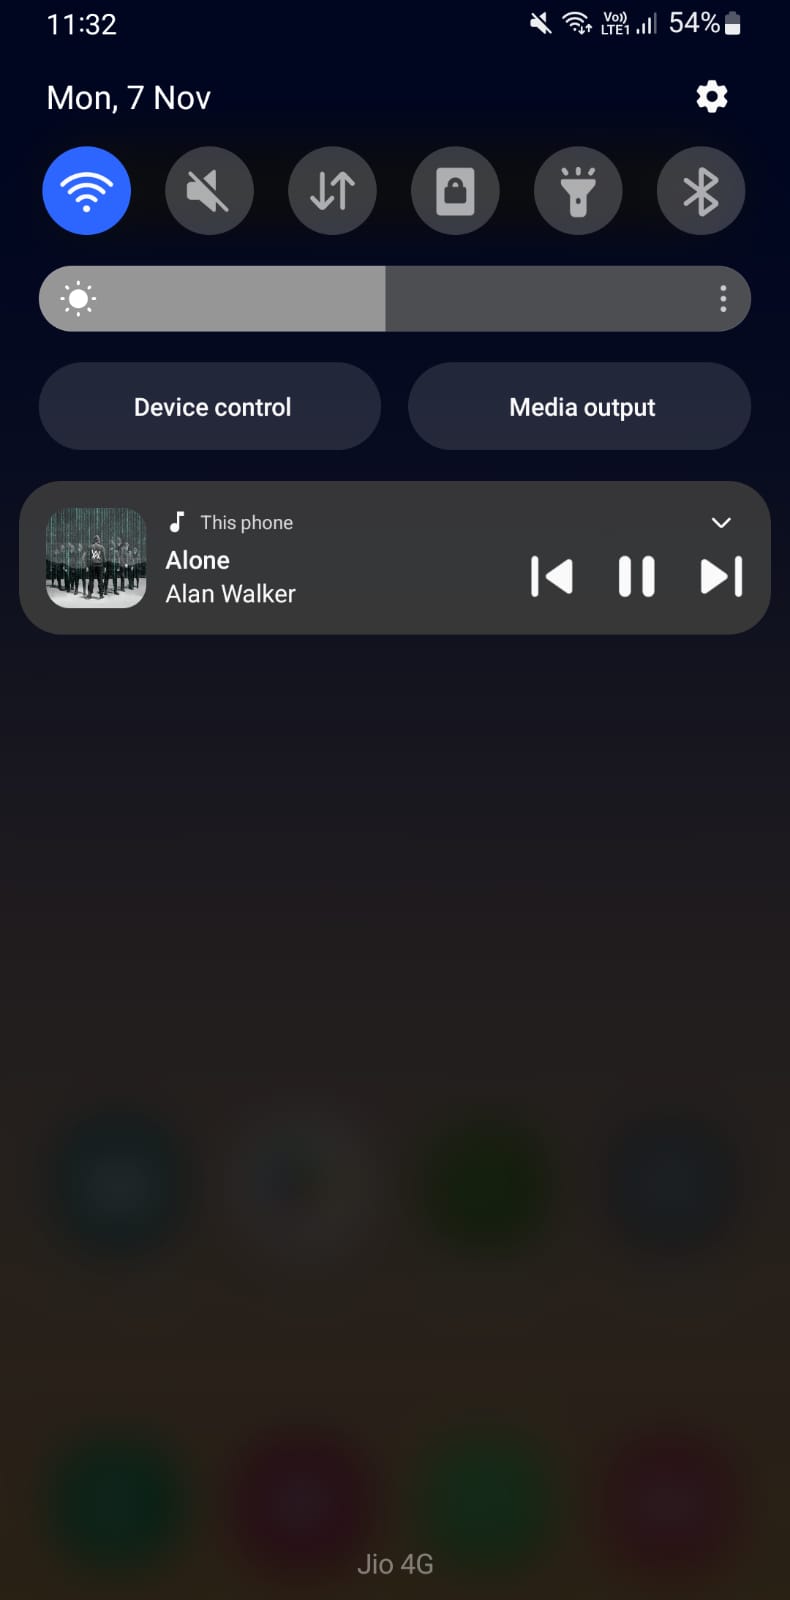 11:32
Vo))
LTE1
54%
Mon, 7 Nov
Device control
Media output
This phone
Alone
Alan Walker
Jio 4G